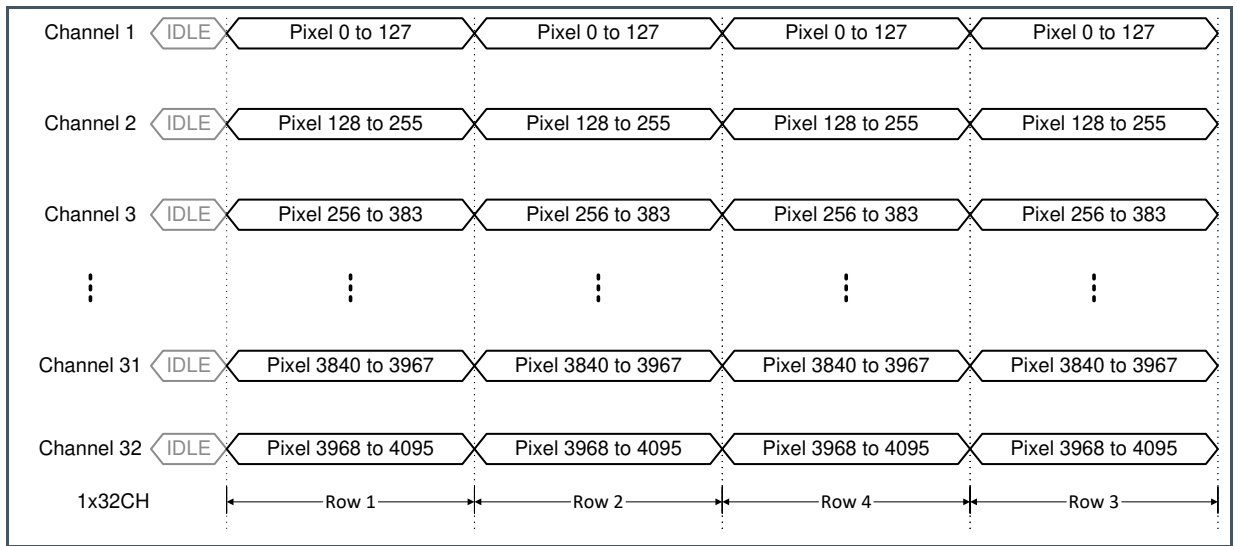 Channel 1 IDLE Pixel 0 to 127 Pixel 0 to 127 Pixel 0 to 127 Pixel 0 to 127
Channel 2 IDLE Pixel 128 to 255 Pixel 128 to 255 Pixel 128 to 255 Pixel 128 to 255
Channel 3 IDLE Pixel 256 to 383 Pixel 256 to 383 Pixel 256 to 383 Pixel 256 to 383
Channel 31 IDLE Pixel 3840 to 3967 Pixel 3840 to 3967 Pixel 3840 to 3967 Pixel 3840 to 3967
Channel 32 IDLE Pixel 3968 to 4095 Pixel 3968 to 4095 Pixel 3968 to 4095 Pixel 3968 to 4095
1x32CH Row 1 Row 2 Row 4 Row 3